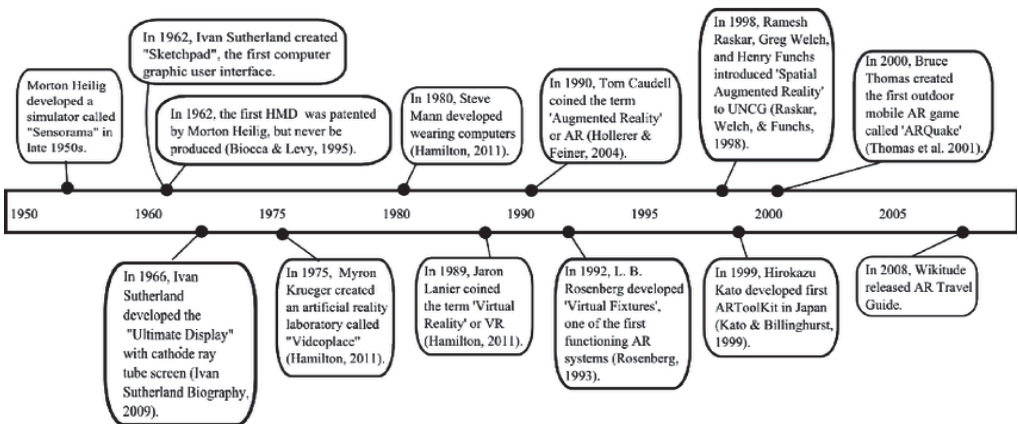 Morton Heilig
developed a
simulator called
"Sensorama" in
late 1950s.
In 1962, Ivan Sutherland created
"Sketchpad", the first computer
graphic user interface.
In 1962, the first HMD was patented
by Morton Heilig, but never be
produced (Biocca & Levy, 1995).
In 1980, Steve
Mann developed
wearing computers
(Hamilton, 2011).
In 1990, Tom Caudell
coined the term
'Augmented Reality'
or AR (Hollerer &
Feiner, 2004).
In 1998, Ramesh
Raskar, Greg Welch,
and Henry Funchs
introduced 'Spatial
Augmented Reality'
to UNCG (Raskar,
Welch, & Funchs,
1998).
In 2000, Bruce
Thomas created
the first outdoor
mobile AR game
called 'ARQuake'
(Thomas et al. 2001).
1950 1960 1975 1980 1990 1995 2000 2005
In 1966, Ivan
Sutherland
developed the
"Ultimate Display"
with cathode ray
tube screen (Ivan
Sutherland Biography,
2009).
In 1975, Myron
Krueger created
an artificial reality
laboratory called
"Videoplace"
(Hamilton, 2011).
In 1989, Jaron
Lanier coined
the term 'Virtual
Reality' or VR
(Hamilton, 2011).
In 1992, L. B.
Rosenberg developed
'Virtual Fixtures',
one of the first
functioning AR
systems (Rosenberg,
1993).
In 1999, Hirokazu
Kato developed first
ARToolKit in Japan
(Kato & Billinghurst,
1999).
In 2008, Wikitude
released AR Travel
Guide.